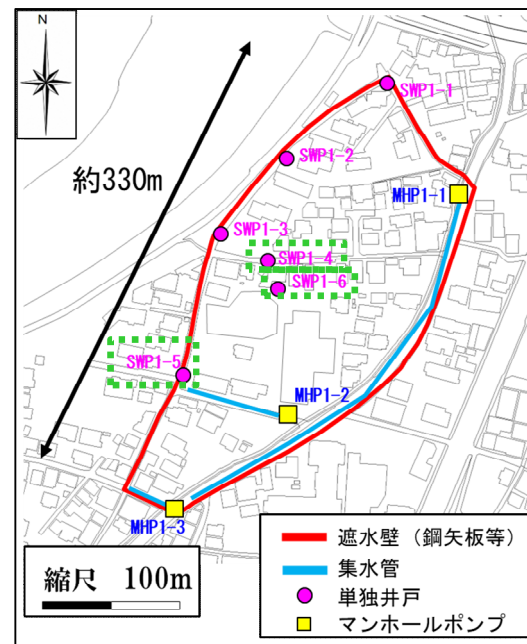 N
SWP1-1
約330m
SWP1-2
MHP1-1
SWP1-3
SWP1-4
SWP1-6
SWP1-5
MHP1-2
MHP1-3
縮尺 100m
遮水壁（鋼矢板等）
集水管
単独井戸
マンホールポンプ